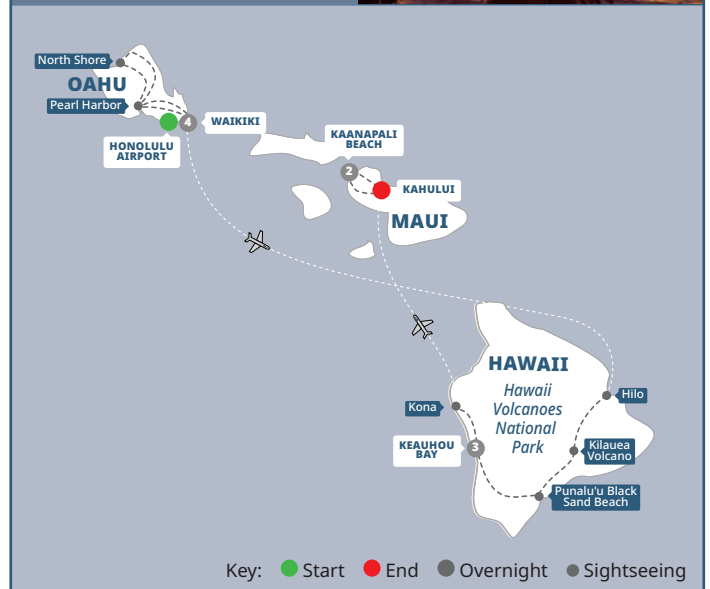 North Shore
OAHU
Pearl Harbor
4
WAIKIKI
HONOLULU
AIRPORT
KAANAPALI
BEACH
2
KAHULUI
MAUI
HAWAII
Hawaii
Volcanoes
National
Park
Kona
Hilo
KEAUHOU
BAY
3
Kilauea
Volcano
Punalu'u Black
Sand Beach
Key: Start End Overnight Sightseeing